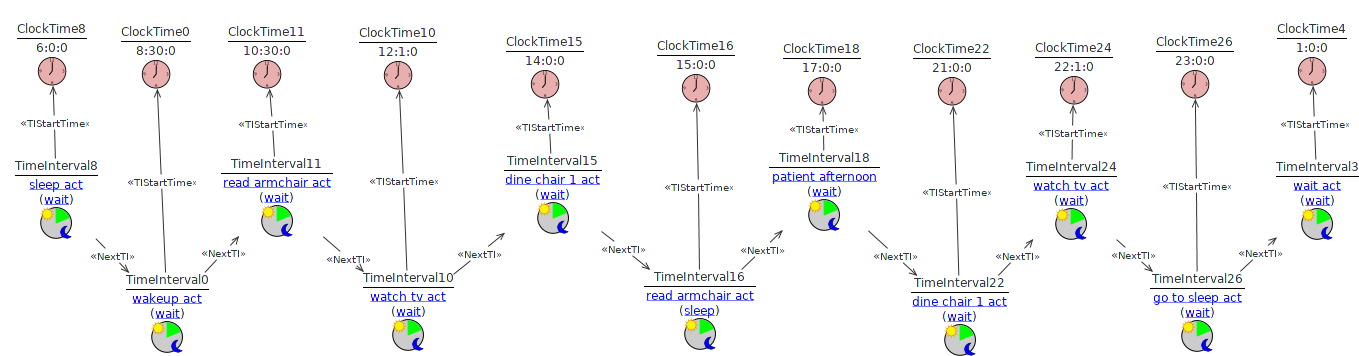 ClockTime8
6:0:0
«TIStartTime»
TimeInterval8
sleep act
(wait)
«NextTI»
ClockTime0
8:30:0
«TIStartTime»
TimeInterval0
wakeup act
(wait)
«NextTI»
ClockTime11
10:30:0
«TIStartTime»
TimeInterval11
read armchair act
(wait)
«NextTI»
ClockTime10
12:1:0
«TIStartTime»
TimeInterval10
watch tv act
(wait)
«NextTI»
ClockTime15
14:0:0
«TIStartTime»
TimeInterval15
dine chair 1 act
(wait)
«NextTI»
ClockTime16
15:0:0
«TIStartTime»
TimeInterval16
read armchair act
(sleep)
«NextTI»
ClockTime18
17:0:0
«TIStartTime»
TimeInterval18
patient afternoon
(wait)
«NextTI»
ClockTime22
21:0:0
«TIStartTime»
TimeInterval22
dine chair 1 act
(wait)
«NextTI»
ClockTime24
22:1:0
«TIStartTime»
TimeInterval24
watch tv act
(wait)
«NextTI»
ClockTime26
23:0:0
«TIStartTime»
TimeInterval26
go to sleep act
(wait)
«NextTI»
ClockTime4
1:0:0
«TIStartTime»
TimeInterval3
wait act
(wait)